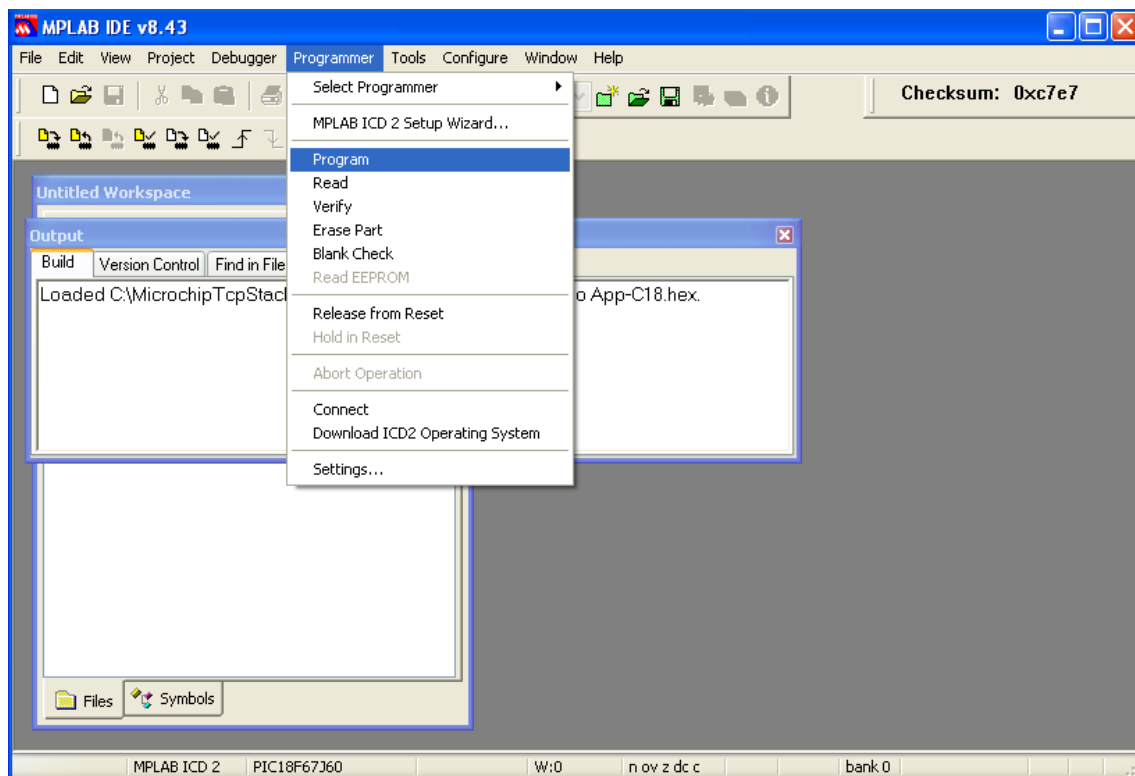 MPLAB IDE v8.43
File Edit View Project Debugger Programmer Tools Configure Window Help
Checksum: 0xc7e7
Select Programmer
MPLAB ICD 2 Setup Wizard...
Program
Read
Verify
Erase Part
Blank Check
Read EEPROM
Release from Reset
Hold in Reset
Abort Operation
Connect
Download ICD2 Operating System
Settings...
Untitled Workspace
Output
Build Version Control Find in File
Loaded C:\MicrochipTcpStac o App-C18.hex.
Files Symbols
MPLAB ICD 2 PIC18F67J60 W:0 n ov z dc c bank 0